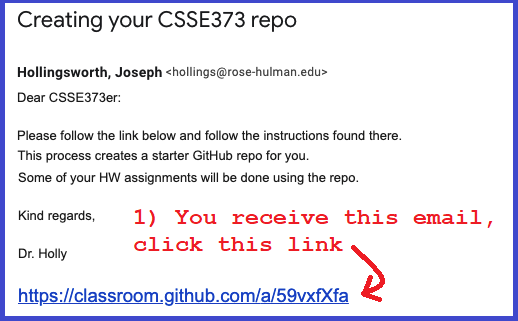 Creating your CSSE373 repo
Hollingsworth, Joseph <hollings@rose-hulman.edu>
Dear CSSE373er:
Please follow the link below and follow the instructions found there.
This process creates a starter GitHub repo for you.
Some of your HW assignments will be done using the repo.
Kind regards,
1) You receive this email,
click this link
Dr. Holly
https://classroom.github.com/a/59vxfXfa